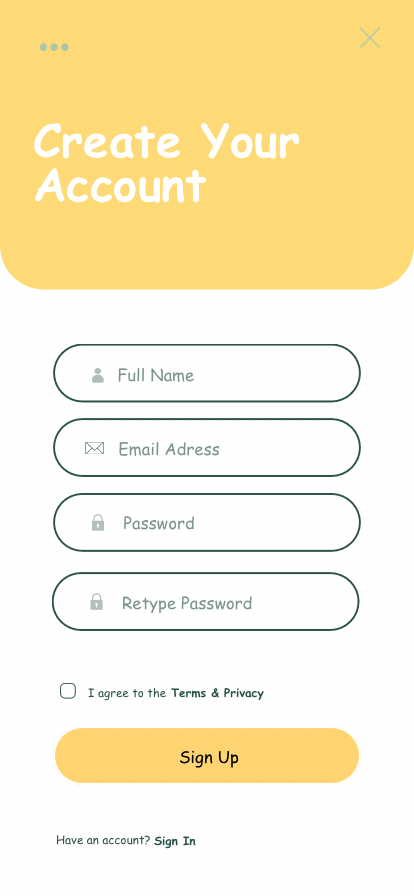 Create Your
Account
Full Name
Email Adress
Password
Retype Password
I agree to the Terms & Privacy
Sign Up
Have an account? Sign In